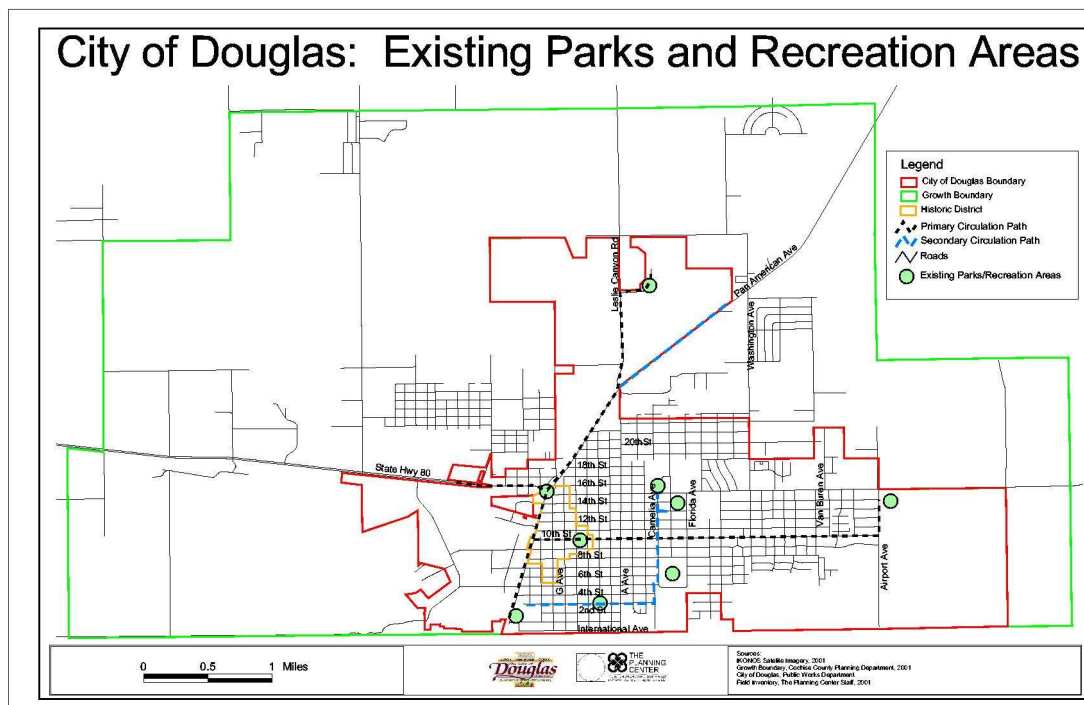 City of Douglas: Existing Parks and Recreation Areas
Legend
City of Douglas Boundary
Growth Boundary
Historic District
Primary Circulation Path
Secondary Circulation Path
Roads
Existing Parks/Recreation Areas
Leslie Canyon Rd
Pan American Ave
Washington Ave
20th St
18th St
State Hwy 80
16th St
14th St
12th St
10th St
8th St
6th St
4th St
2nd St
International Ave
G Ave
A Ave
Camelia Ave
Florida Ave
Van Buren Ave
Airport Ave
0 0.5 1 Miles
Douglas
THE
PLANNING
CENTER
Sources:
IKONOS Satellite Imagery, 2001
Growth Boundary, Cochise County Planning Department, 2001
City of Douglas, Public Works Department
Field Inventory, The Planning Center Staff, 2001